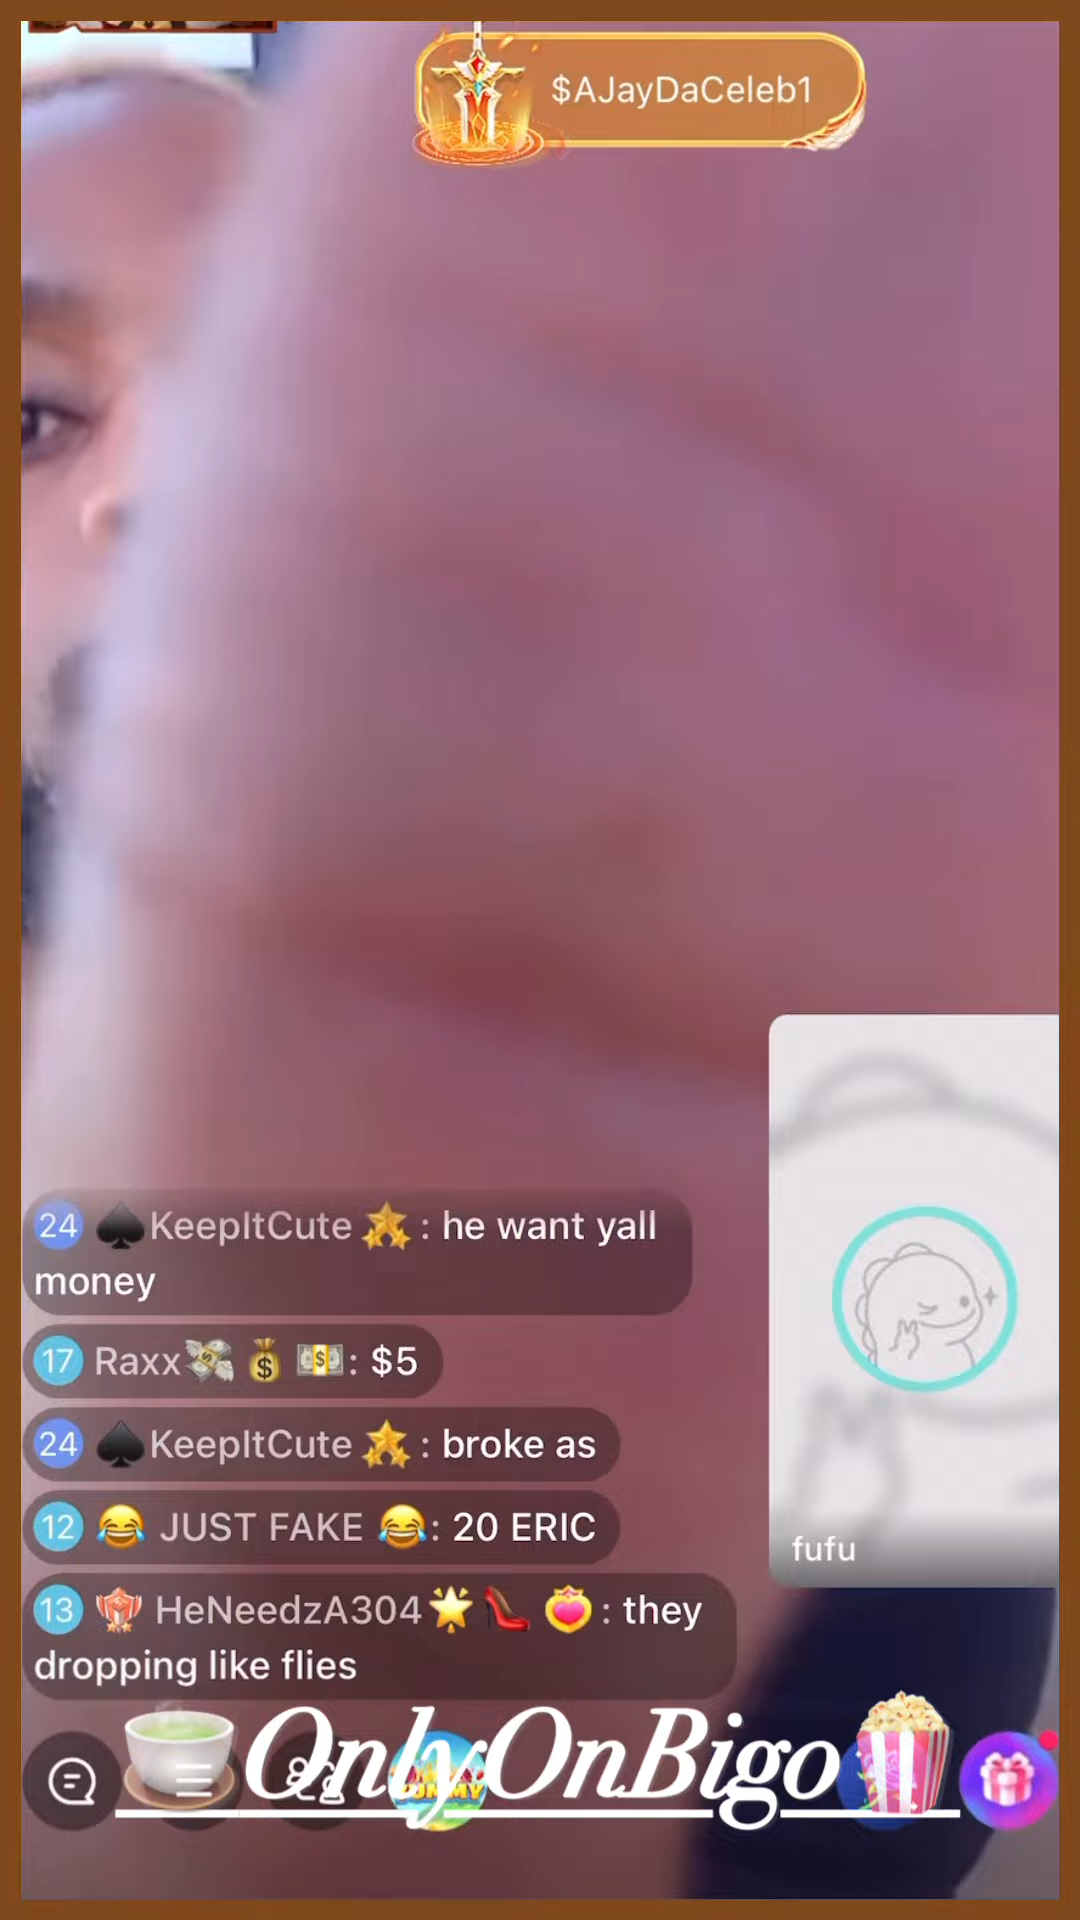 $AJayDaCeleb1
24 ♠️KeepItCute : he want yall
money
17 Raxx💸💰💵: $5
24 ♠️KeepItCute : broke as
12 😂 JUST FAKE 😂: 20 ERIC
13 HeNeedzA304🌟👠 : they
dropping like flies
fufu
OnlyOnBigo